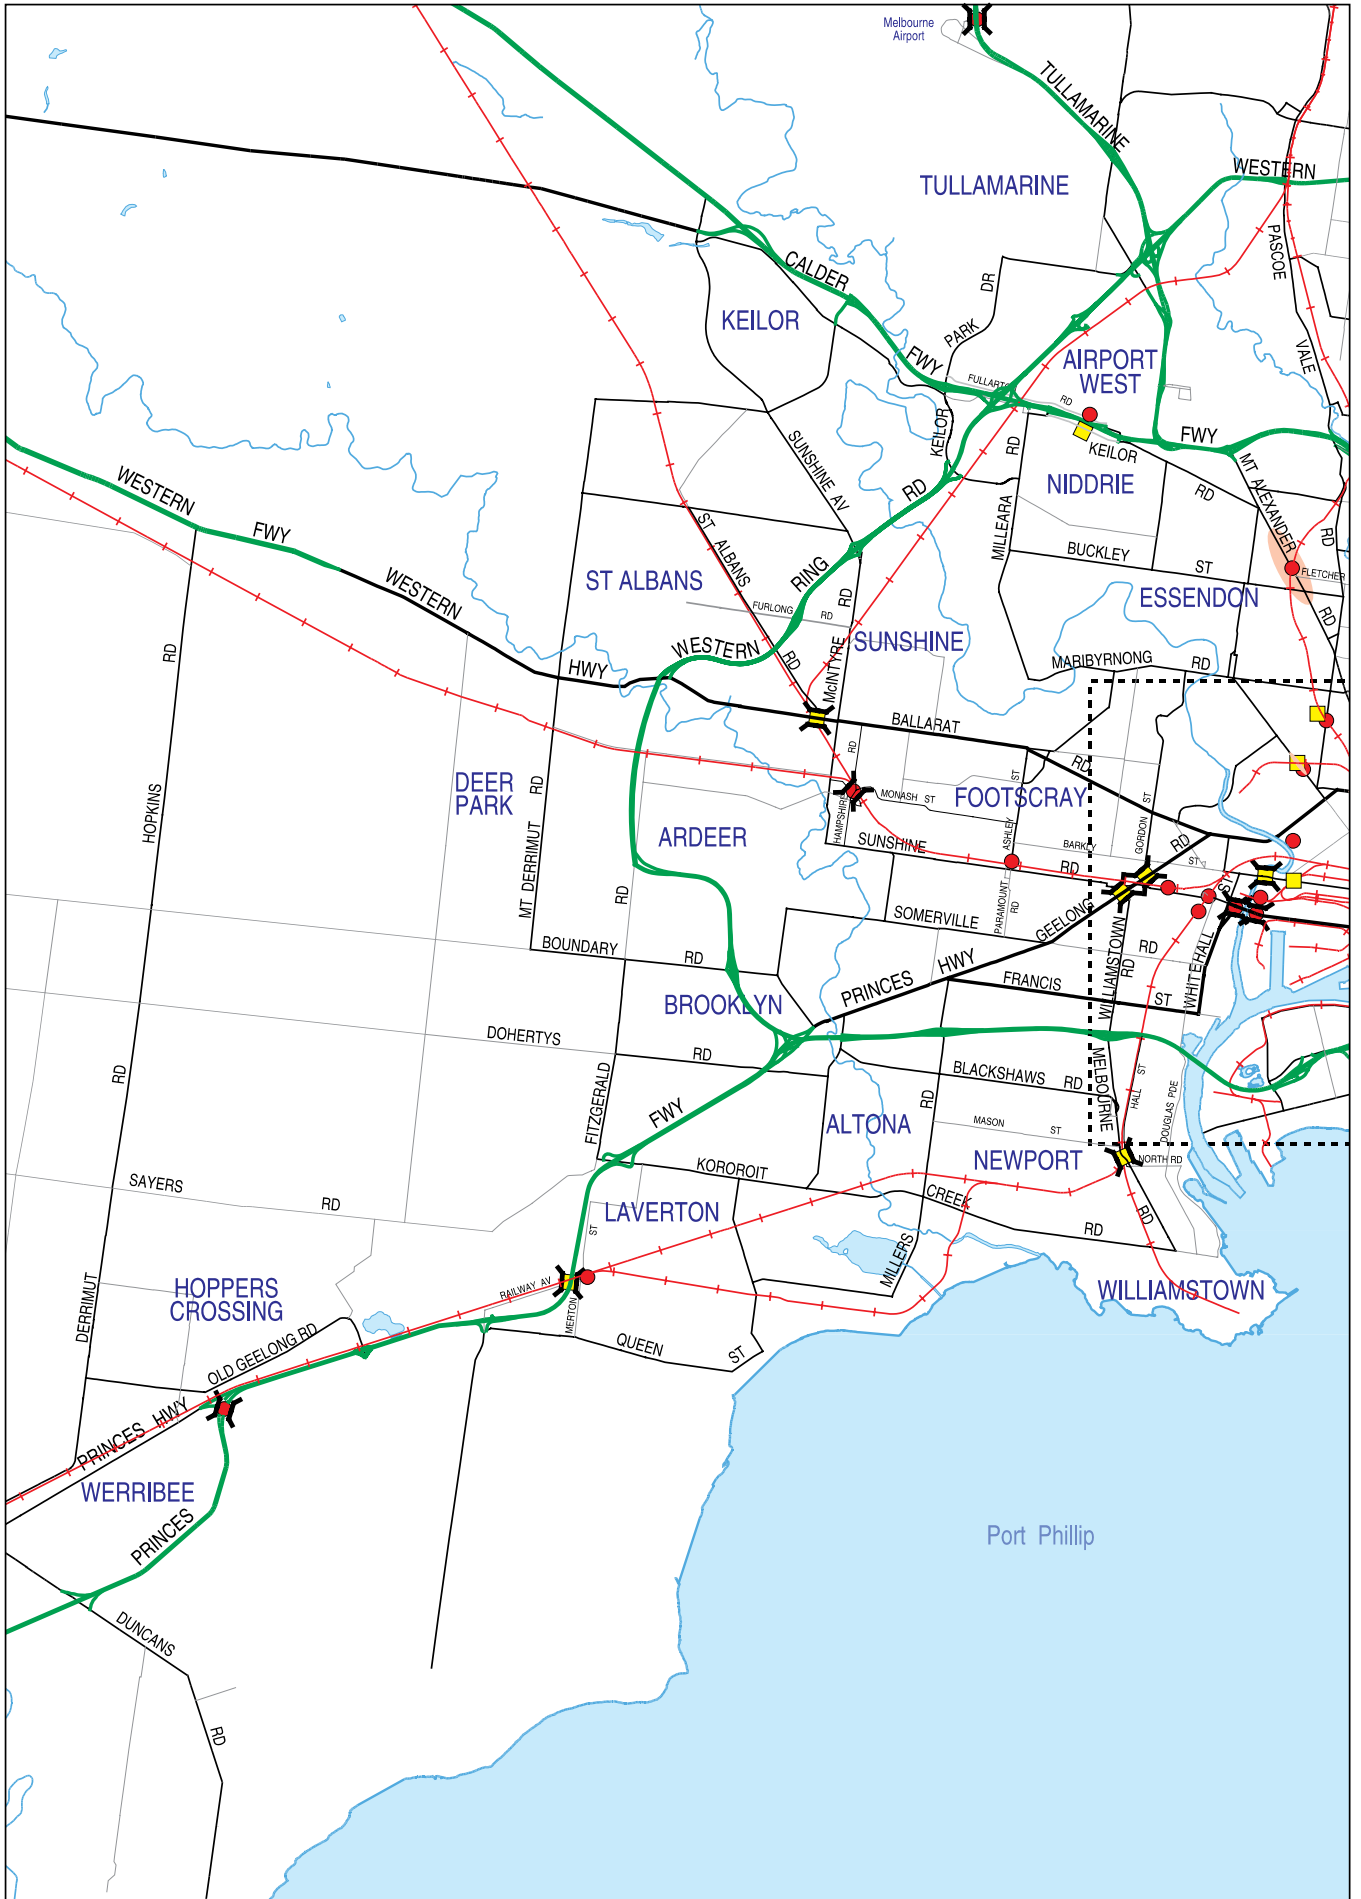 Melbourne
Airport
TULLAMARINE
WESTERN
TULLAMARINE
PASCOE
CALDER
DR
KEILOR
PARK
VALE
FWY
AIRPORT
WEST
FULLART
RD
KEILOR
SUNSHINE AV
RD
KEILOR
FWY
MT ALEXANDER
NIDDRIE
RD
RD
WESTERN
FWY
MILLEARA
RD
ST ALBANS
BUCKLEY
ST
RING
WESTERN
ST ALBANS
FLETCHER
ESSENDON
FURLONG
RD
RD
RD
SUNSHINE
WESTERN
RD
RD
MARIBYRNONG
RD
HWY
McINTYRE
BALLARAT
RD
RD
DEER
PARK
RD
ST
MONASH ST
FOOTSCRAY
HOPKINS
HAMPSHIRE
ASHLEY
GORDON
ST
ARDEER
SUNSHINE
RD
BARKLY
ST
RD
MT DERRIMUT
RD
SOMERVILLE
PARAMOUNT
RD
GEELONG
ST
BOUNDARY
RD
WILLIAMSTOWN
RD
RD
WHITEHALL
PRINCES
HWY
FRANCIS
ST
BROOKLYN
DOHERTYS
RD
RD
FITZGERALD
FWY
BLACKSHAWS
RD
MELBOURNE
HALL
ST
DOUGLAS PDE
RD
ALTONA
MASON
ST
NEWPORT
NORTH RD
KOROROIT
SAYERS
RD
CREEK
RD
RD
LAVERTON
ST
MILLERS
HOPPERS
CROSSING
DERRIMUT
RAILWAY AV
MERTON
WILLIAMSTOWN
OLD GEELONG RD
QUEEN
ST
PRINCES HWY
WERRIBEE
PRINCES
Port Phillip
DUNCANS
RD